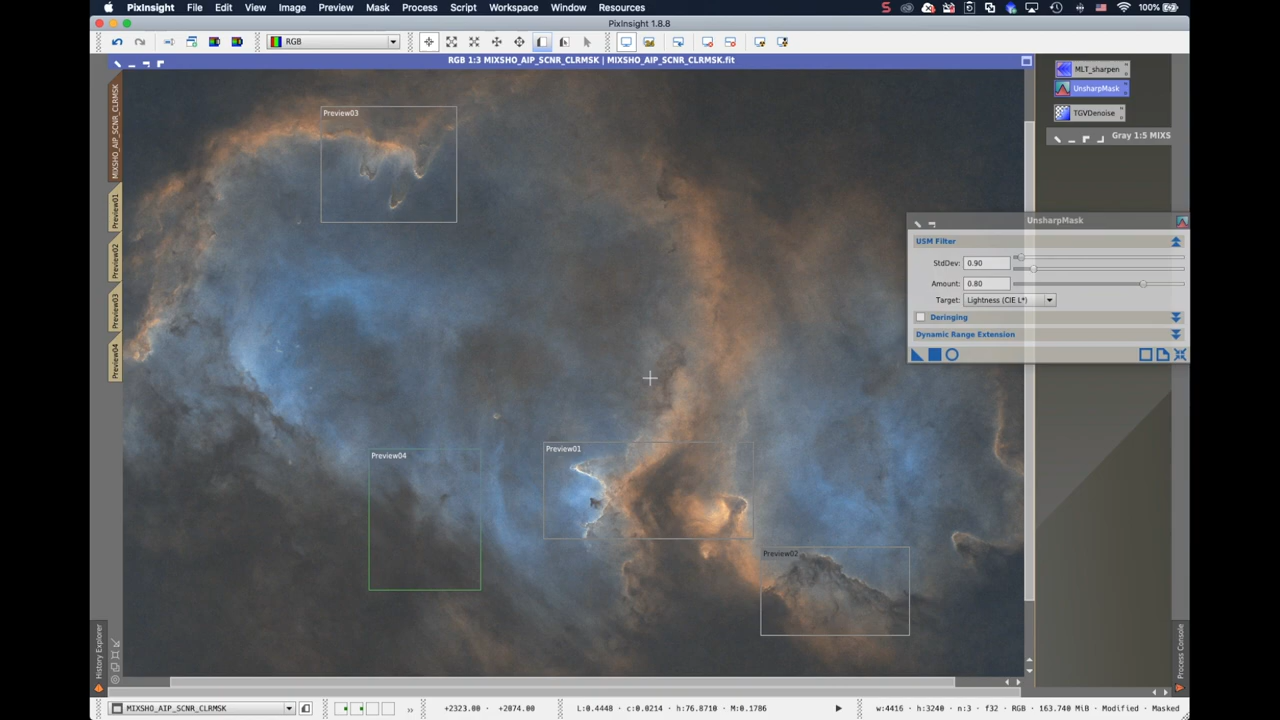 PixInsight File Edit View Image Preview Mask Process Script Workspace Window Resources 100%
PixInsight 1.8.8
RGB
RGB 1:3 MIXSHO_AIP_SCNR_CLRMSK | MIXSHO_AIP_SCNR_CLRMSK.fit
MLT_sharpen
UnsharpMask
TGVDenoise
Gray 1:5 MIXS
MIXSHO_AIP_SCNR_CLRMSK
Preview01
Preview02
Preview03
Preview04
Preview03
Preview04
Preview01
Preview02
UnsharpMask
USM Filter
StdDev: 0.90
Amount: 0.80
Target: Lightness (CIE L*)
Deringing
Dynamic Range Extension
History Explorer
Process Console
MIXSHO_AIP_SCNR_CLRMSK
»
+2323.00 • +2074.00
L:0.4448 • c:0.0214 • h:76.8710 • M:0.1786
w:4416 • h:3240 • n:3 • f32 • RGB • 163.740 MiB • Modified • Masked